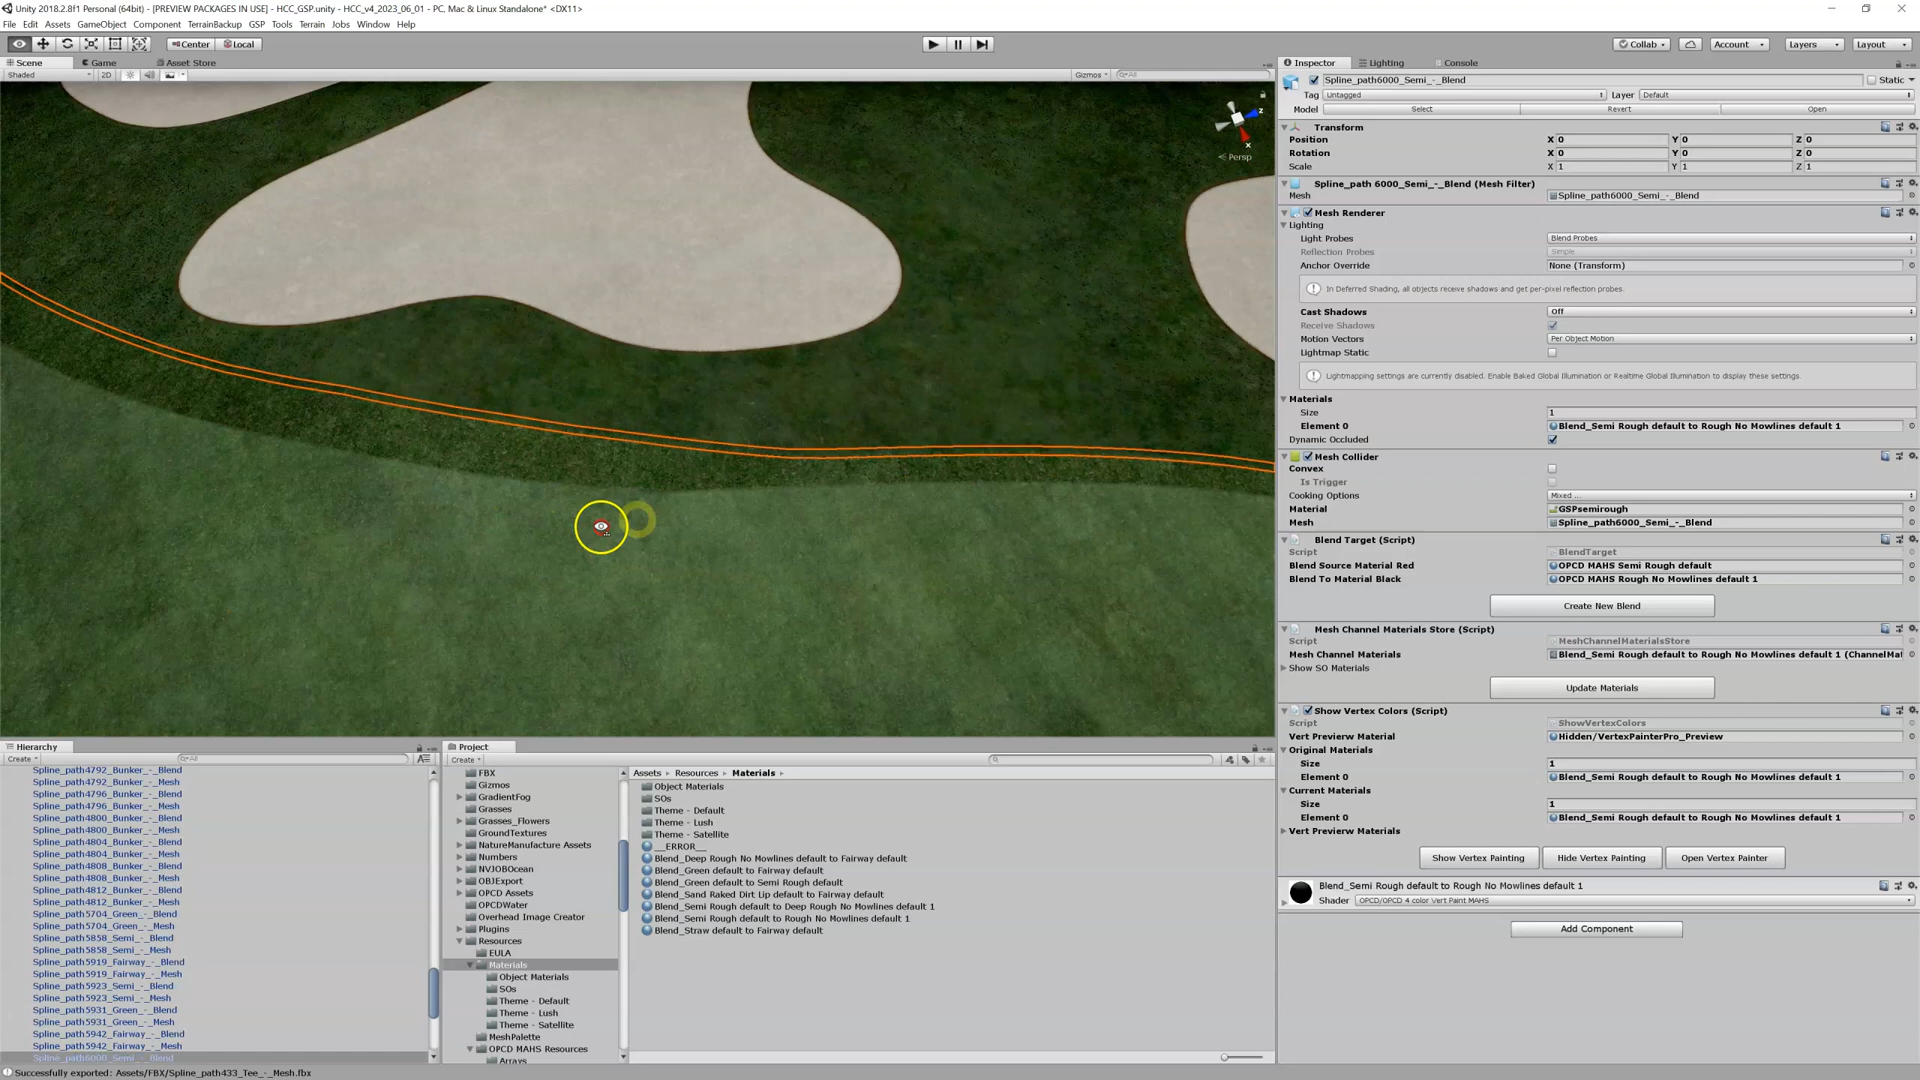 Unity 2018.2.8f1 Personal (64bit) - [PREVIEW PACKAGES IN USE] - HCC_GSP.unity - HCC_v4_2023_06_01 - PC, Mac & Linux Standalone* <DX11>
File Edit Assets GameObject Component TerrainBackup GSP Tools Terrain Jobs Window Help
Center Local Collab Account Layers Layout
Scene Game Asset Store
Shaded 2D Gizmos All
Persp
Inspector Lighting Console
Spline_path6000_Semi_-_Blend Static
Tag Untagged Layer Default
Model Select Revert Open
Transform
Position X 0 Y 0 Z 0
Rotation X 0 Y 0 Z 0
Scale X 1 Y 1 Z 1
Spline_path 6000_Semi_-_Blend (Mesh Filter)
Mesh Spline_path6000_Semi_-_Blend
Mesh Renderer
Lighting
Light Probes Blend Probes
Reflection Probes Simple
Anchor Override None (Transform)
In Deferred Shading, all objects receive shadows and get per-pixel reflection probes.
Cast Shadows Off
Receive Shadows
Motion Vectors Per Object Motion
Lightmap Static
Lightmapping settings are currently disabled. Enable Baked Global Illumination or Realtime Global Illumination to display these settings.
Materials
Size 1
Element 0 Blend_Semi Rough default to Rough No Mowlines default 1
Dynamic Occluded
Mesh Collider
Convex
Is Trigger
Cooking Options Mixed ...
Material GSPsemirough
Mesh Spline_path6000_Semi_-_Blend
Blend Target (Script)
Script BlendTarget
Blend Source Material Red OPCD MAHS Semi Rough default
Blend To Material Black OPCD MAHS Rough No Mowlines default 1
Create New Blend
Mesh Channel Materials Store (Script)
Script MeshChannelMaterialsStore
Mesh Channel Materials Blend_Semi Rough default to Rough No Mowlines default 1 (ChannelMat
Show SO Materials
Update Materials
Show Vertex Colors (Script)
Script ShowVertexColors
Vert Previerw Material Hidden/VertexPainterPro_Preview
Original Materials
Size 1
Element 0 Blend_Semi Rough default to Rough No Mowlines default 1
Current Materials
Size 1
Element 0 Blend_Semi Rough default to Rough No Mowlines default 1
Vert Previerw Materials
Show Vertex Painting Hide Vertex Painting Open Vertex Painter
Blend_Semi Rough default to Rough No Mowlines default 1
Shader OPCD/OPCD 4 color Vert Paint MAHS
Add Component
Hierarchy
Create All
Spline_path4792_Bunker_-_Blend
Spline_path4792_Bunker_-_Mesh
Spline_path4796_Bunker_-_Blend
Spline_path4796_Bunker_-_Mesh
Spline_path4800_Bunker_-_Blend
Spline_path4800_Bunker_-_Mesh
Spline_path4804_Bunker_-_Blend
Spline_path4804_Bunker_-_Mesh
Spline_path4808_Bunker_-_Blend
Spline_path4808_Bunker_-_Mesh
Spline_path4812_Bunker_-_Blend
Spline_path4812_Bunker_-_Mesh
Spline_path5704_Green_-_Blend
Spline_path5704_Green_-_Mesh
Spline_path5858_Semi_-_Blend
Spline_path5858_Semi_-_Mesh
Spline_path5919_Fairway_-_Blend
Spline_path5919_Fairway_-_Mesh
Spline_path5923_Semi_-_Blend
Spline_path5923_Semi_-_Mesh
Spline_path5931_Green_-_Blend
Spline_path5931_Green_-_Mesh
Spline_path5942_Fairway_-_Blend
Spline_path5942_Fairway_-_Mesh
Spline_path6000_Semi_-_Blend
Project
Create
FBX
Gizmos
GradientFog
Grasses
Grasses_Flowers
GroundTextures
NatureManufacture Assets
Numbers
NVJOBOcean
OBJExport
OPCD Assets
OPCDWater
Overhead Image Creator
Plugins
Resources
EULA
Materials
Object Materials
SOs
Theme - Default
Theme - Lush
Theme - Satellite
MeshPalette
OPCD MAHS Resources
Arrays
Assets Resources Materials
Object Materials
SOs
Theme - Default
Theme - Lush
Theme - Satellite
__ERROR__
Blend_Deep Rough No Mowlines default to Fairway default
Blend_Green default to Fairway default
Blend_Green default to Semi Rough default
Blend_Sand Raked Dirt Lip default to Fairway default
Blend_Semi Rough default to Deep Rough No Mowlines default 1
Blend_Semi Rough default to Rough No Mowlines default 1
Blend_Straw default to Fairway default
Successfully exported: Assets/FBX/Spline_path433_Tee_-_Mesh.fbx